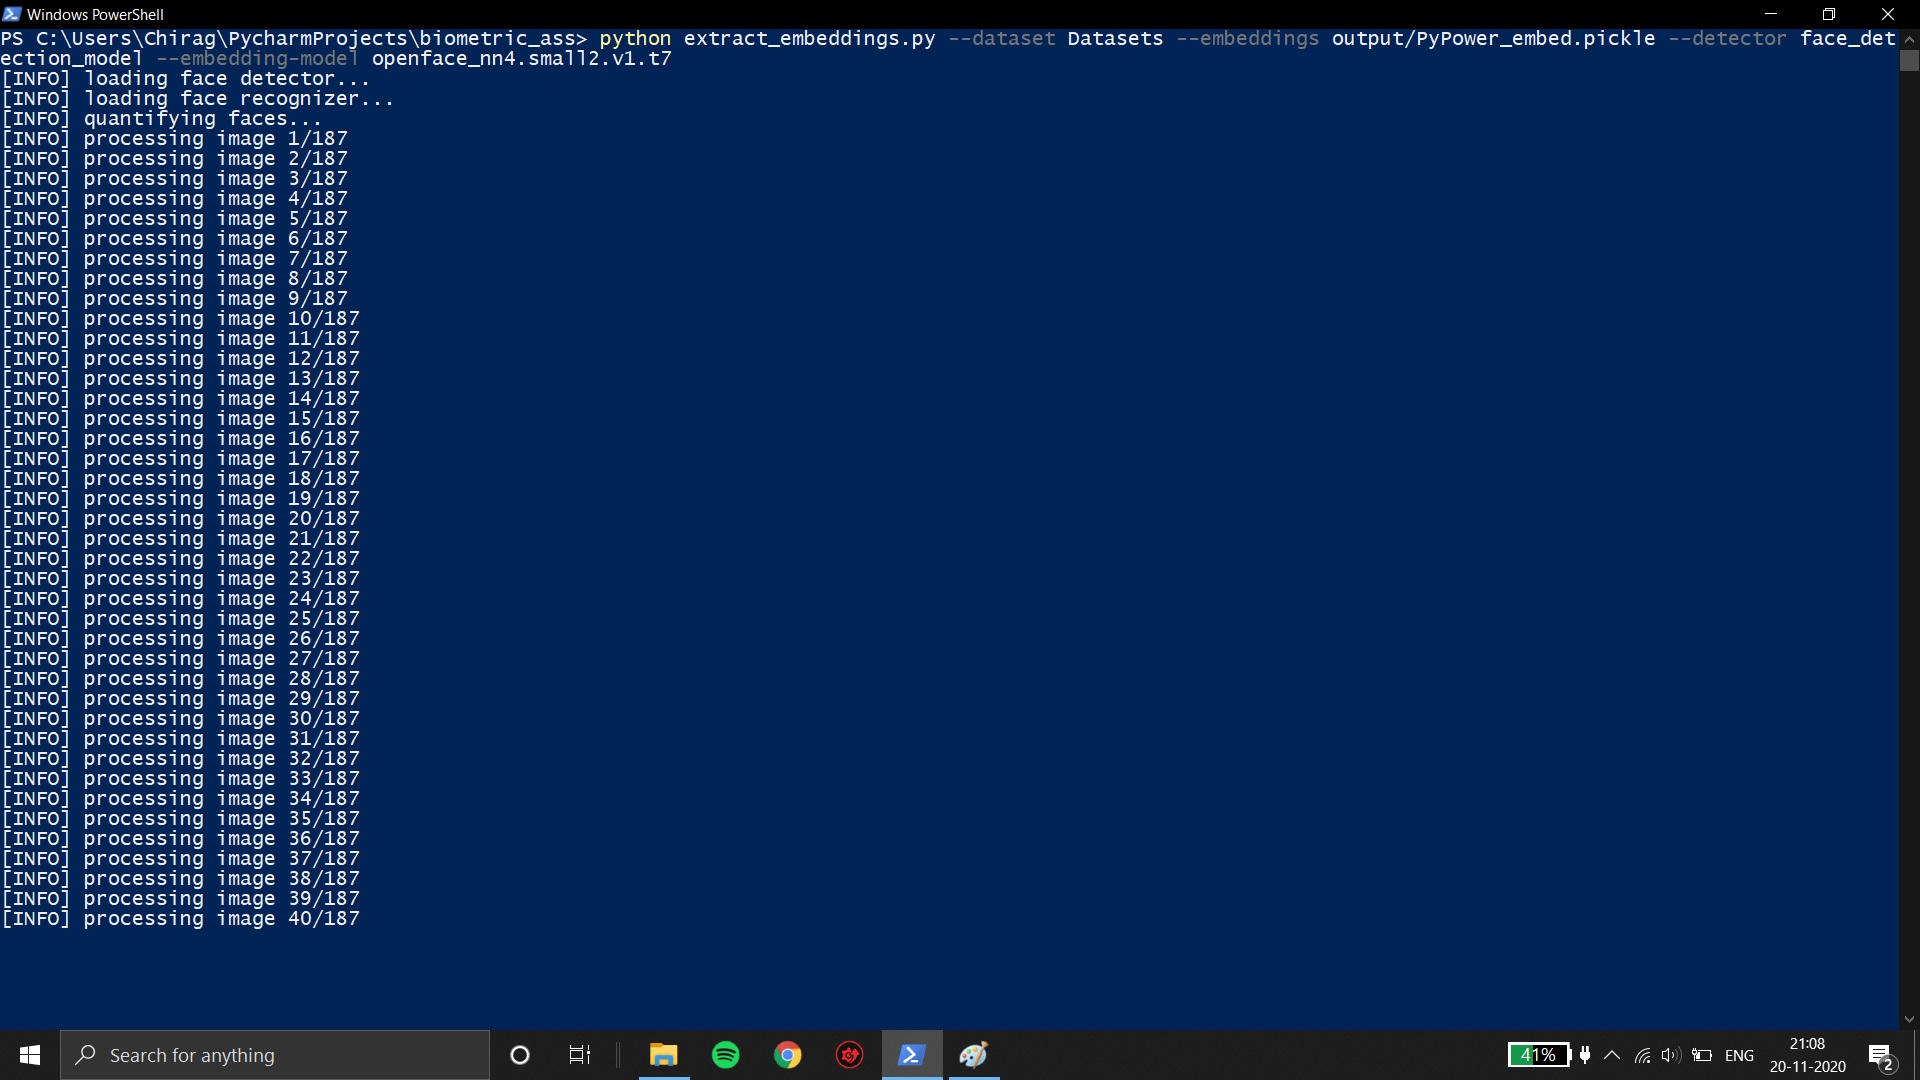 Windows PowerShell
PS C:\Users\Chirag\PycharmProjects\biometric_ass> python extract_embeddings.py --dataset Datasets --embeddings output/PyPower_embed.pickle --detector face_det
ection_model --embedding-model openface_nn4.small2.v1.t7
[INFO] loading face detector...
[INFO] loading face recognizer...
[INFO] quantifying faces...
[INFO] processing image 1/187
[INFO] processing image 2/187
[INFO] processing image 3/187
[INFO] processing image 4/187
[INFO] processing image 5/187
[INFO] processing image 6/187
[INFO] processing image 7/187
[INFO] processing image 8/187
[INFO] processing image 9/187
[INFO] processing image 10/187
[INFO] processing image 11/187
[INFO] processing image 12/187
[INFO] processing image 13/187
[INFO] processing image 14/187
[INFO] processing image 15/187
[INFO] processing image 16/187
[INFO] processing image 17/187
[INFO] processing image 18/187
[INFO] processing image 19/187
[INFO] processing image 20/187
[INFO] processing image 21/187
[INFO] processing image 22/187
[INFO] processing image 23/187
[INFO] processing image 24/187
[INFO] processing image 25/187
[INFO] processing image 26/187
[INFO] processing image 27/187
[INFO] processing image 28/187
[INFO] processing image 29/187
[INFO] processing image 30/187
[INFO] processing image 31/187
[INFO] processing image 32/187
[INFO] processing image 33/187
[INFO] processing image 34/187
[INFO] processing image 35/187
[INFO] processing image 36/187
[INFO] processing image 37/187
[INFO] processing image 38/187
[INFO] processing image 39/187
[INFO] processing image 40/187
Search for anything
41%
ENG
21:08
20-11-2020
2